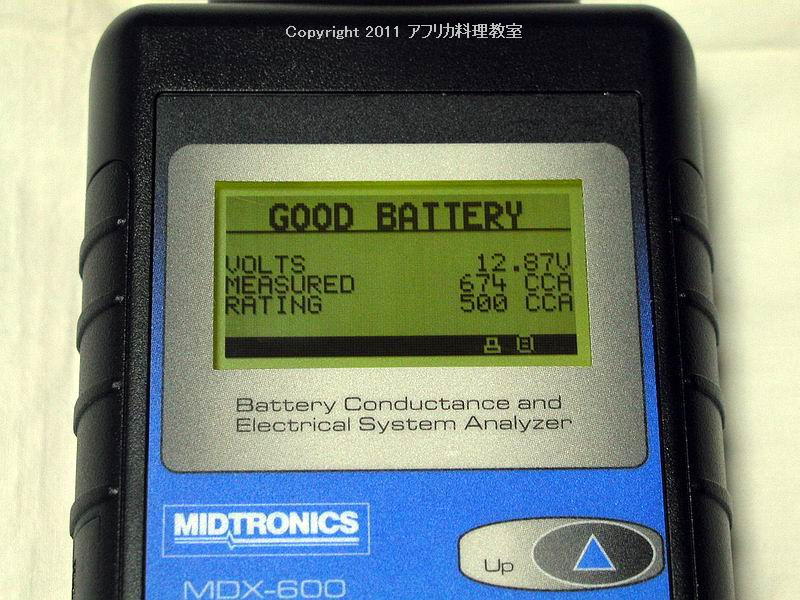 Copyright 2011 アフリカ料理教室
GOOD BATTERY
VOLTS 12.87V
MEASURED 674 CCA
RATING 500 CCA
Battery Conductance and
Electrical System Analyzer
MIDTRONICS
Up
MDX-600